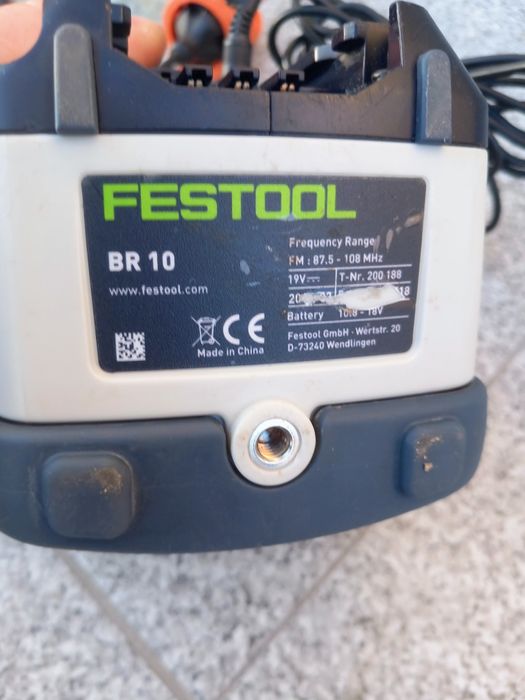 FESTOOL
BR 10
www.festool.com
CE
Made in China
Frequency Range
FM : 87.5 - 108 MHz
19V T-Nr. 200 188
Battery 10.8 - 18V
Festool GmbH · Wertstr. 20
D-73240 Wendlingen